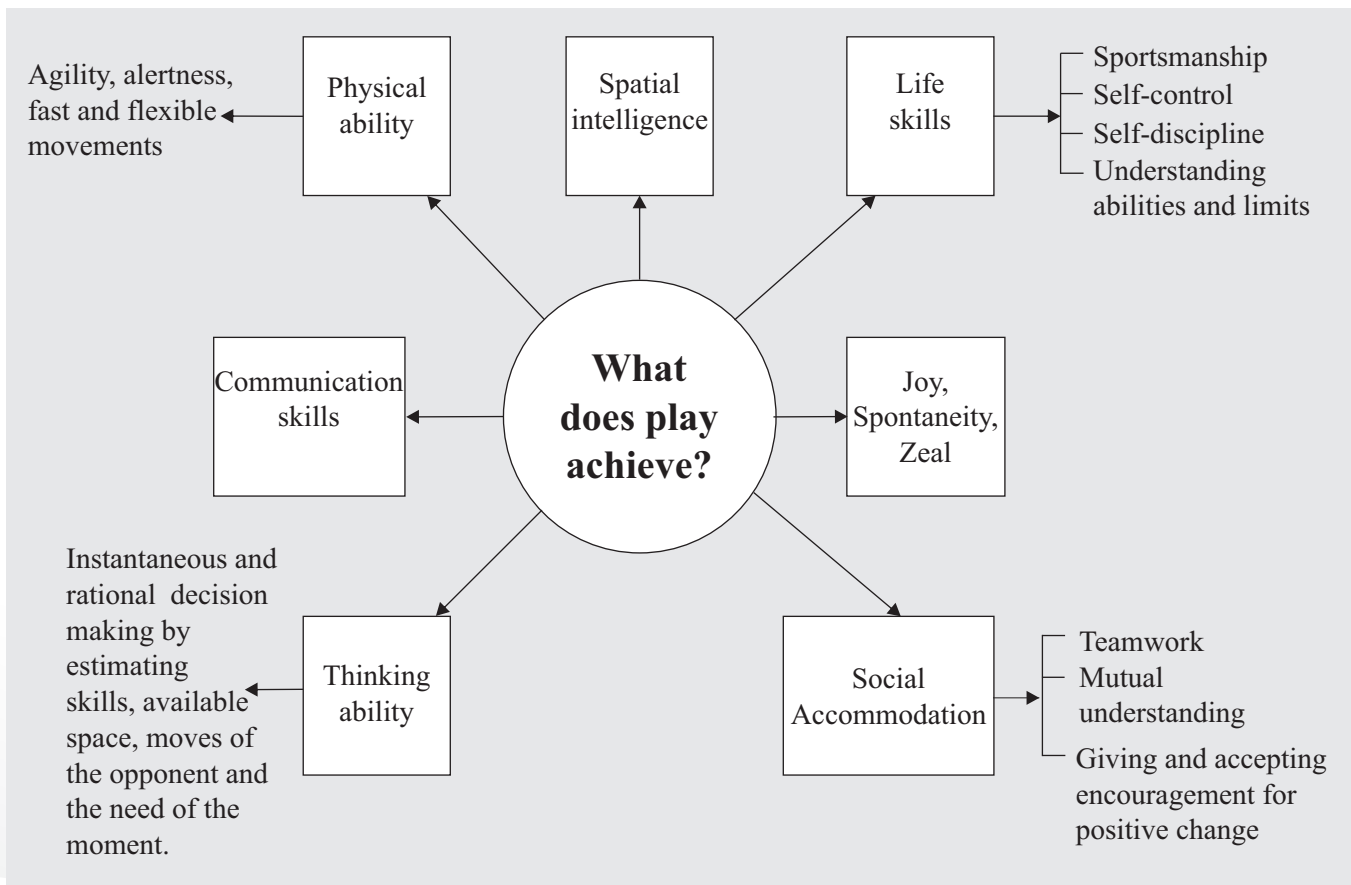 Agility, alertness,
fast and flexible
movements
Physical
ability
Spatial
intelligence
Life
skills
Sportsmanship
Self-control
Self-discipline
Understanding
abilities and limits
Communication
skills
What
does play
achieve?
Joy,
Spontaneity,
Zeal
Instantaneous and
rational decision
making by
estimating
skills, available
space, moves of
the opponent and
the need of the
moment.
Thinking
ability
Social
Accommodation
Teamwork
Mutual
understanding
Giving and accepting
encouragement for
positive change